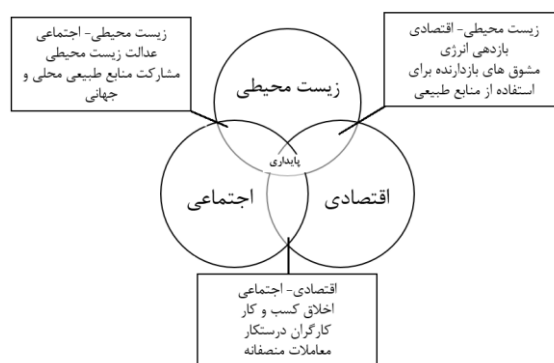 زیست محیطی- اقتصادی
بازدهی انرژی
مشوق های بازدارنده برای
استفاده از منابع طبیعی
زیست محیطی- اجتماعی
عدالت زیست محیطی
مشارکت منابع طبیعی محلی و
جهانی
زیست محیطی
پایداری
اقتصادی
اجتماعی
اقتصادی- اجتماعی
اخلاق کسب و کار
کارگران درستکار
معاملات منصفانه